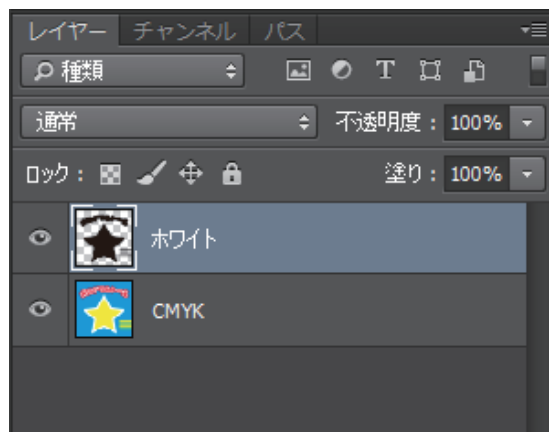 レイヤー チャンネル パス
種類 T
通常 不透明度： 100%
ロック： 塗り： 100%
ホワイト
CMYK